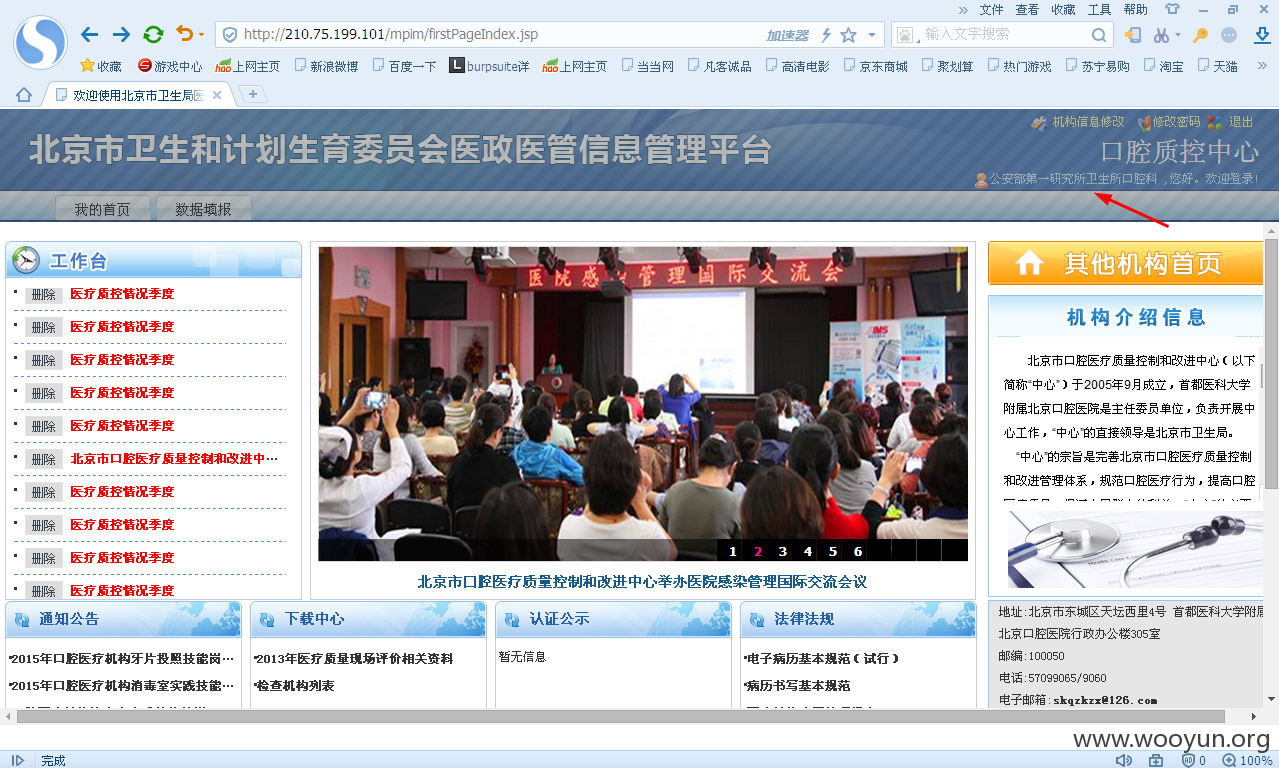 » 文件 查看 收藏 工具 帮助
http://210.75.199.101/mpim/firstPageIndex.jsp 加速器 输入文字搜索
收藏 游戏中心 hao上网主页 新浪微博 百度一下 L burpsuite详 hao上网主页 当当网 凡客诚品 高清电影 京东商城 聚划算 热门游戏 苏宁易购 淘宝 天猫 »
欢迎使用北京市卫生局医
机构信息修改 修改密码 退出
北京市卫生和计划生育委员会医政医管信息管理平台
口腔质控中心
公安部第一研究所卫生所口腔科,您好。欢迎登录!
我的首页 数据填报
工作台
删除 医疗质控情况季度
删除 医疗质控情况季度
删除 医疗质控情况季度
删除 医疗质控情况季度
删除 医疗质控情况季度
删除 北京市口腔医疗质量控制和改进中…
删除 医疗质控情况季度
删除 医疗质控情况季度
删除 医疗质控情况季度
删除 医疗质控情况季度
医院感染管理国际交流会
IMS
1 2 3 4 5 6
北京市口腔医疗质量控制和改进中心举办医院感染管理国际交流会议
其他机构首页
机构介绍信息
北京市口腔医疗质量控制和改进中心(以下
简称“中心”)于2005年9月成立,首都医科大学
附属北京口腔医院是主任委员单位,负责开展中
心工作,“中心”的直接领导是北京市卫生局。
“中心”的宗旨是完善北京市口腔医疗质量控制
和改进管理体系,规范口腔医疗行为,提高口腔
地址:北京市东城区天坛西里4号 首都医科大学附属
北京口腔医院行政办公楼305室
邮编:100050
电话:57099065/9060
电子邮箱:skqzkzx@126.com
通知公告
2015年口腔医疗机构牙片投照技能岗…
2015年口腔医疗机构消毒室实践技能…
下载中心
2013年医疗质量现场评价相关资料
检查机构列表
认证公示
暂无信息
法律法规
电子病历基本规范(试行)
病历书写基本规范
www.wooyun.org
完成
0 100%